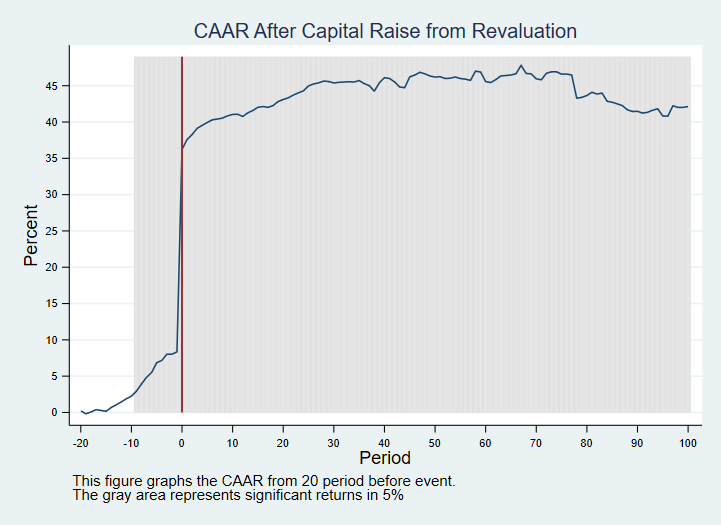 CAAR After Capital Raise from Revaluation
45
40
35
30
25
20
15
10
5
0
Percent
-20 -10 0 10 20 30 40 50 60 70 80 90 100
Period
This figure graphs the CAAR from 20 period before event.
The gray area represents significant returns in 5%